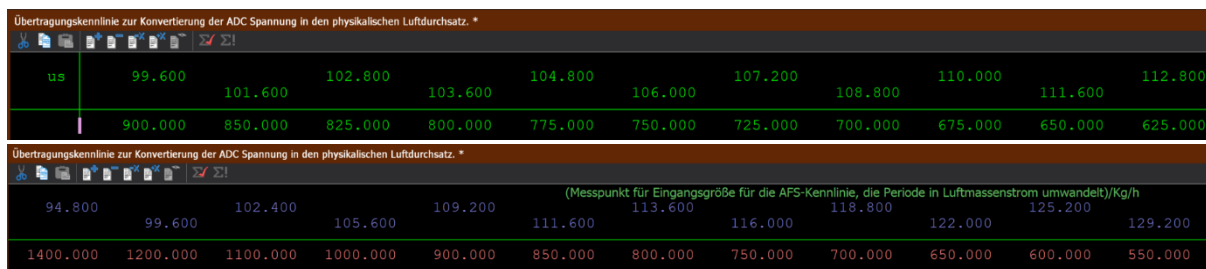 Übertragungskennlinie zur Konvertierung der ADC Spannung in den physikalischen Luftdurchsatz. *
us 99.600 101.600 102.800 103.600 104.800 106.000 107.200 108.800 110.000 111.600 112.800
900.000 850.000 825.000 800.000 775.000 750.000 725.000 700.000 675.000 650.000 625.000
Übertragungskennlinie zur Konvertierung der ADC Spannung in den physikalischen Luftdurchsatz. *
(Messpunkt für Eingangsgröße für die AFS-Kennlinie, die Periode in Luftmassenstrom umwandelt)/Kg/h
94.800 99.600 102.400 105.600 109.200 111.600 113.600 116.000 118.800 122.000 125.200 129.200
1400.000 1200.000 1100.000 1000.000 900.000 850.000 800.000 750.000 700.000 650.000 600.000 550.000